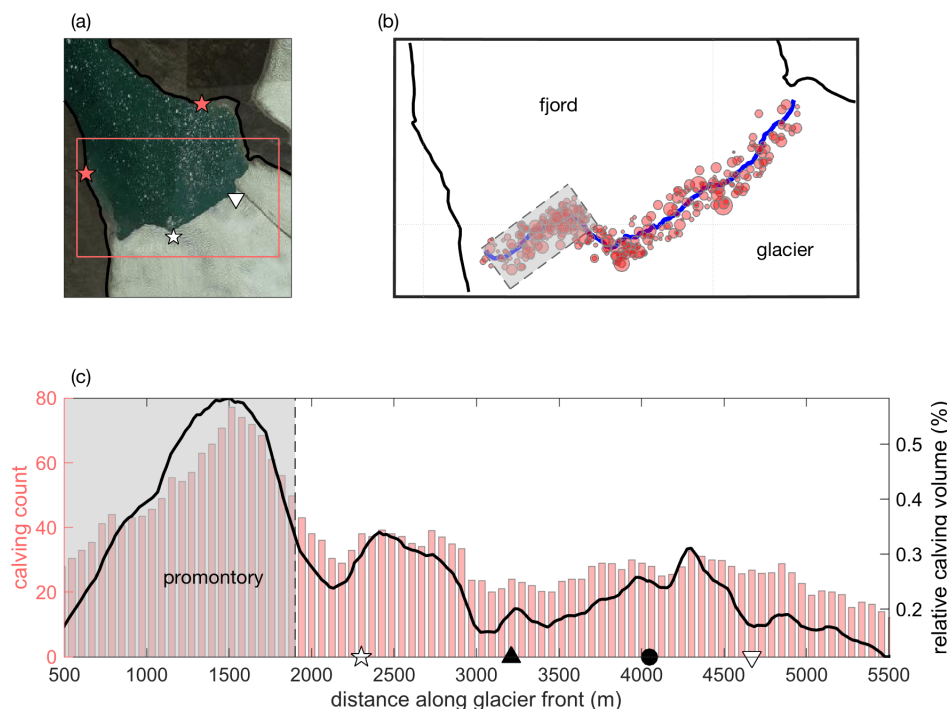 (a)
(b)
fjord
glacier
(c)
80
60
40
20
0
calving count
promontory
0.5
0.4
0.3
0.2
relative calving volume (%)
500 1000 1500 2000 2500 3000 3500 4000 4500 5000 5500
distance along glacier front (m)